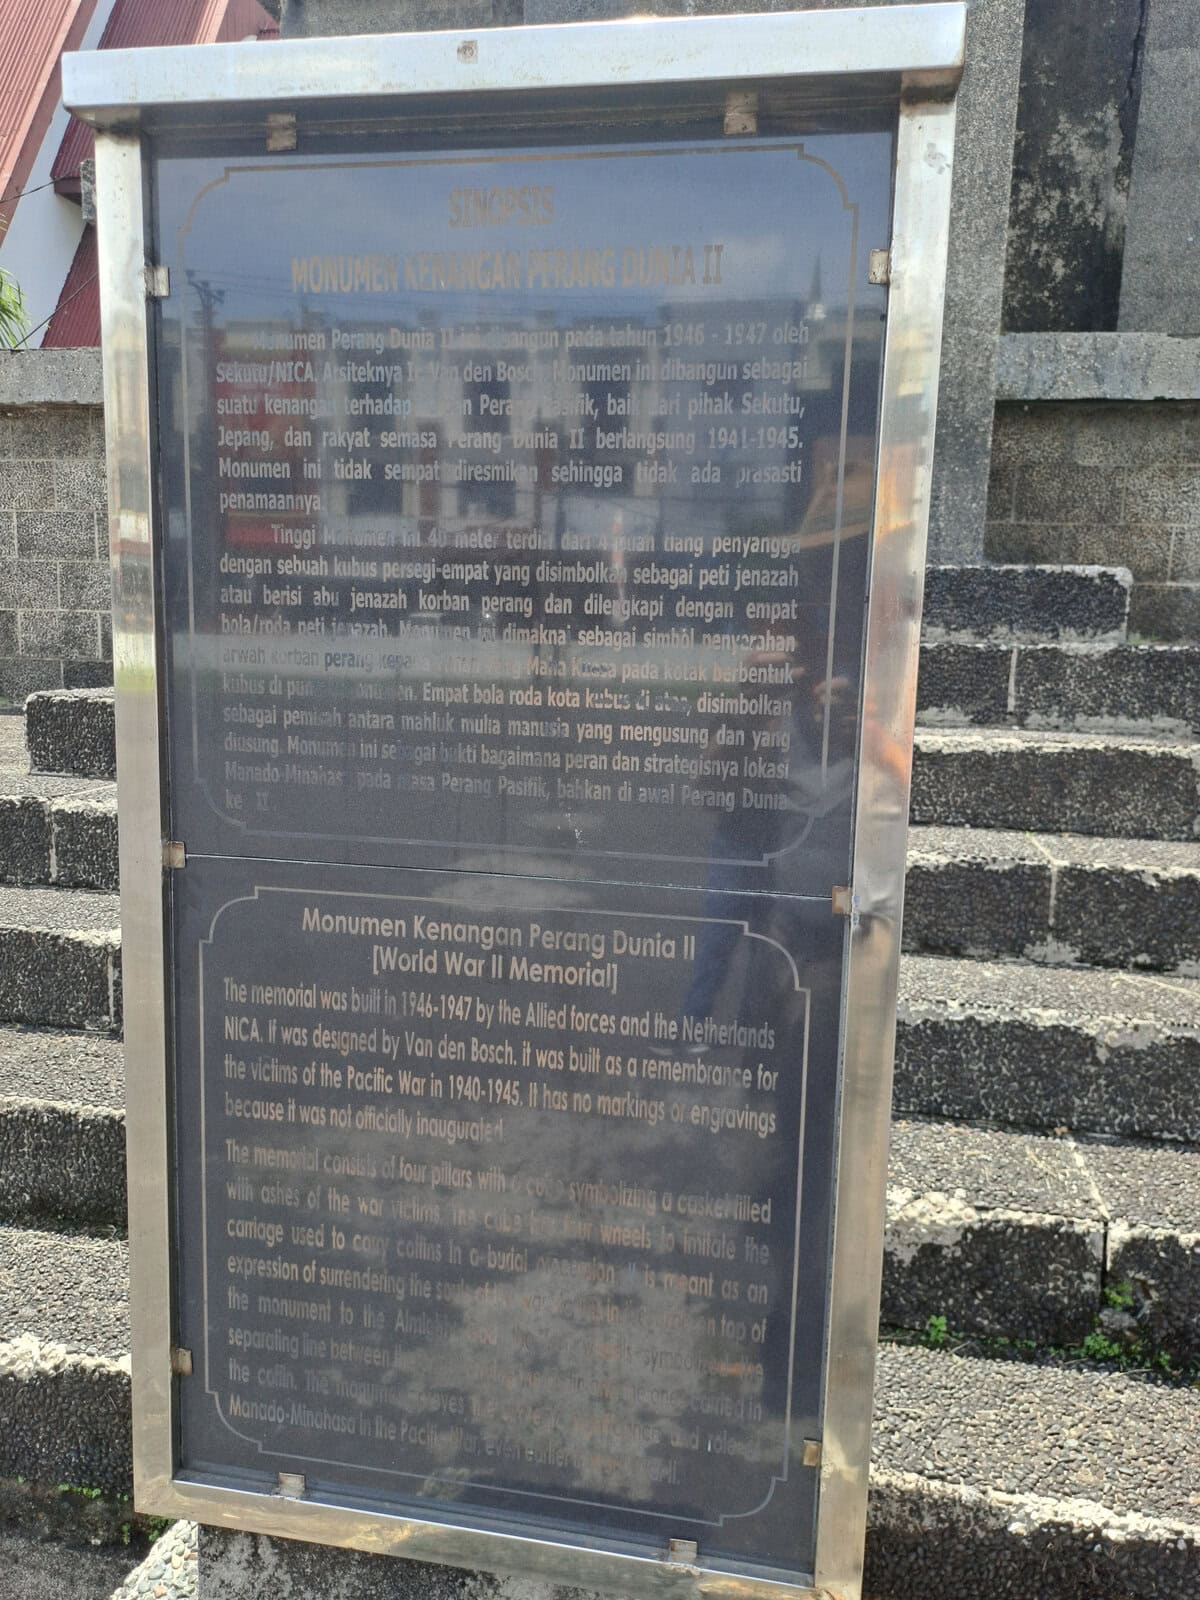 SINOPSIS
MONUMEN KENANGAN PERANG DUNIA II
Monumen Perang Dunia II ini dibangun pada tahun 1946 - 1947 oleh
Sekutu/NICA. Arsiteknya Ir. Van den Bosch. Monumen ini dibangun sebagai
suatu kenangan terhadap Perang Pasifik, baik dari pihak Sekutu,
Jepang, dan rakyat semasa Perang Dunia II berlangsung 1941-1945.
Monumen ini tidak sempat diresmikan sehingga tidak ada prasasti
penamaannya.
Tinggi Monumen ini 40 meter terdiri dari tiang penyangga
dengan sebuah kubus persegi-empat yang disimbolkan sebagai peti jenazah
atau berisi abu jenazah korban perang dan dilengkapi dengan empat
bola/roda peti jenazah. Monumen ini dimaknai sebagai simbol penyerahan
arwah korban perang yang Maha Kuasa pada kotak berbentuk
kubus di Empat bola roda kota kubus di atas, disimbolkan
sebagai pemisah antara mahluk mulia manusia yang mengusung dan yang
diusung. Monumen ini sebagai bukti bagaimana peran dan strategisnya lokasi
Manado-Minahasa pada masa Perang Pasifik, bahkan di awal Perang Dunia
ke II.
Monumen Kenangan Perang Dunia II
[World War II Memorial]
The memorial was built in 1946-1947 by the Allied forces and the Netherlands
NICA. If was designed by Van den Bosch. it was built as a remembrance for
the victims of the Pacific War in 1940-1945. It has no markings or engravings
because it was not officially inaugurated
The memorial consists of four pillars with a symbolizing a casket filled
with ashes of the war victims. The cube has four wheels to imitate the
carriage used to carry coffins in a burial is meant as an
expression of surrendering the on top of
the monument to the
separating line between carried in
the coffin. The and
Manado-Minahasa in the Pacific War, even earlier